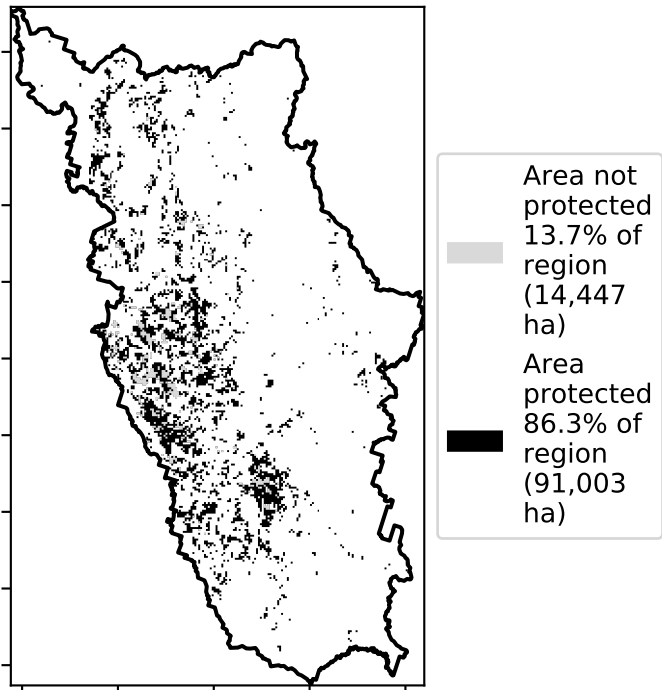 Area not
protected
13.7% of
region
(14,447
ha)
Area
protected
86.3% of
region
(91,003
ha)